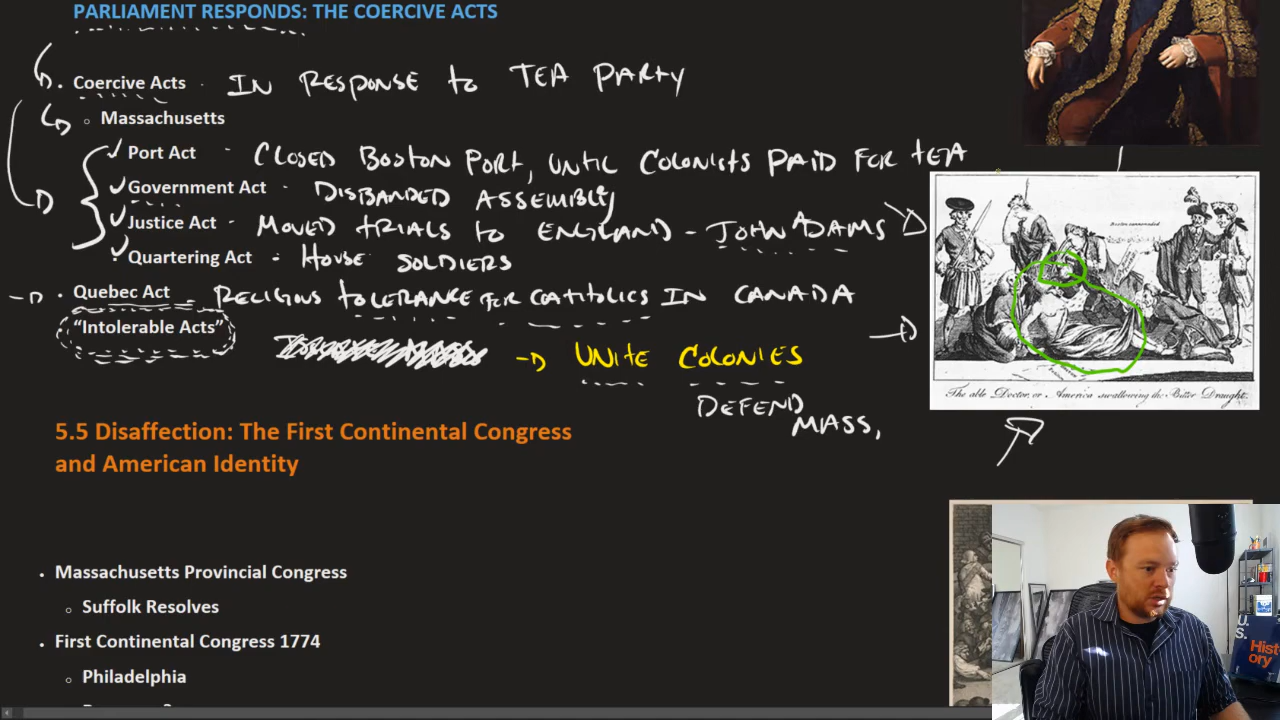 PARLIAMENT RESPONDS: THE COERCIVE ACTS
Coercive Acts - IN RESPONSE to TEA PARTY
Massachusetts
Port Act - CLOSED BOSTON PORT, UNTIL COLONISTS PAID FOR TEA
Government Act - DISBANDED ASSEMBLY
Justice Act - MOVED TRIALS to ENGLAND - JOHN ADAMS
Quartering Act - HOUSE SOLDIERS
Quebec Act - RELIGIOUS tOLERANCE for CATHOLICS IN CANADA
“Intolerable Acts”
UNITE COLONIES
DEFEND
MASS,
Boston cannonaded
The able Doctor, or America swallowing the Bitter Draught.
5.5 Disaffection: The First Continental Congress
and American Identity
Massachusetts Provincial Congress
Suffolk Resolves
First Continental Congress 1774
Philadelphia
U.
S.
Hist
ory